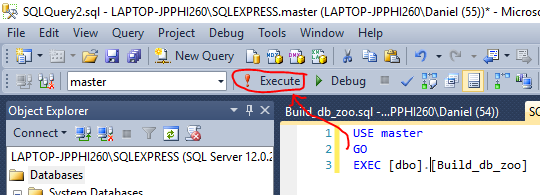 SQLQuery2.sql - LAPTOP-JPPHI260\SQLEXPRESS.master (LAPTOP-JPPHI260\Daniel (55))* - Micros
File Edit View Query Project Debug Tools Window Help
New Query
master Execute Debug
Object Explorer
Connect
LAPTOP-JPPHI260\SQLEXPRESS (SQL Server 12.0.2
Databases
System Databases
Build_db_zoo.sql -...PPHI260\Daniel (54)) SQ
1 USE master
2 GO
3 EXEC [dbo].[Build_db_zoo]